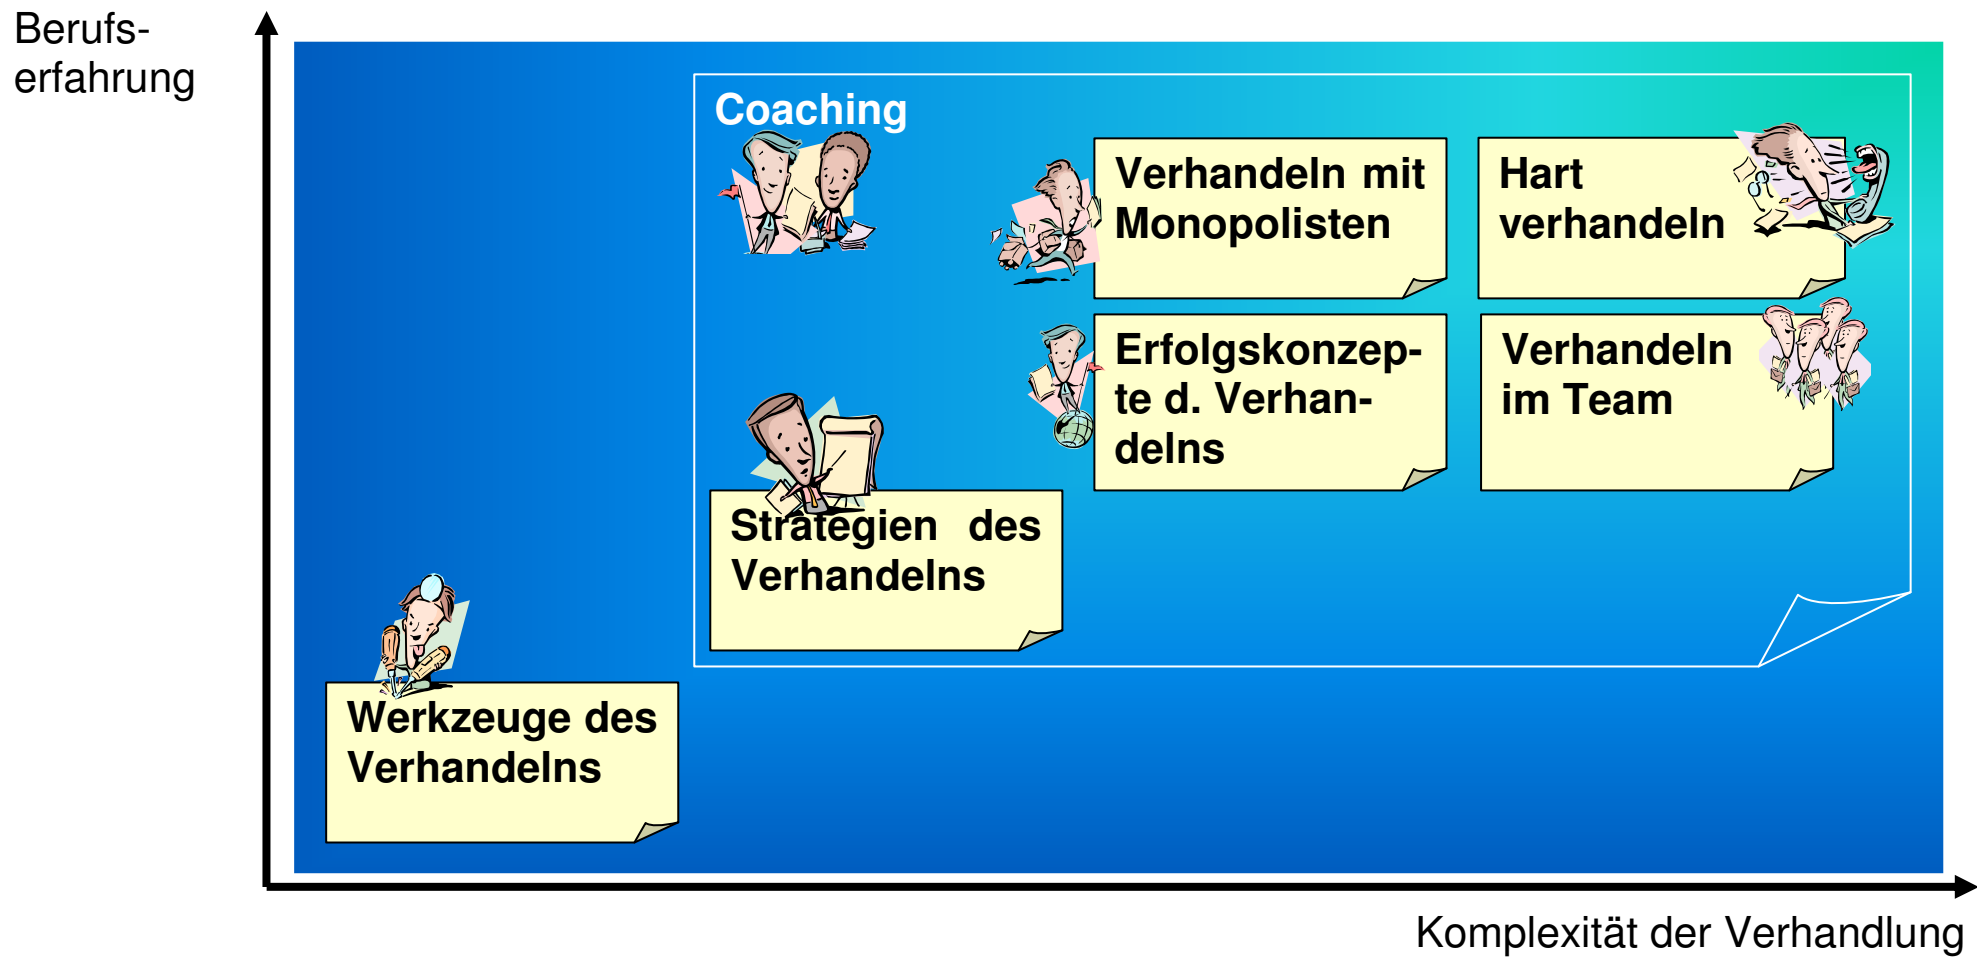 Berufs-
erfahrung
Coaching
Verhandeln mit
Monopolisten
Hart
verhandeln
Erfolgskonzep-
te d. Verhan-
delns
Verhandeln
im Team
Strategien des
Verhandelns
Werkzeuge des
Verhandelns
Komplexität der Verhandlung